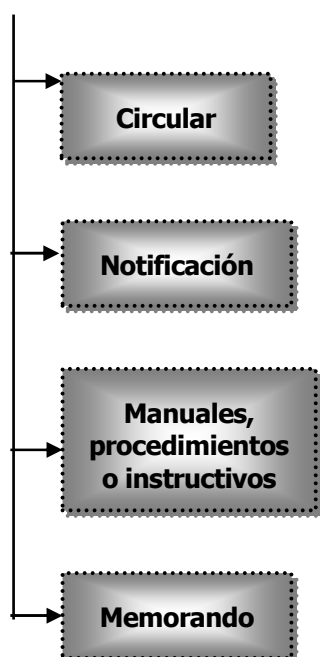 Circular
Notificación
Manuales,
procedimientos
o instructivos
Memorando